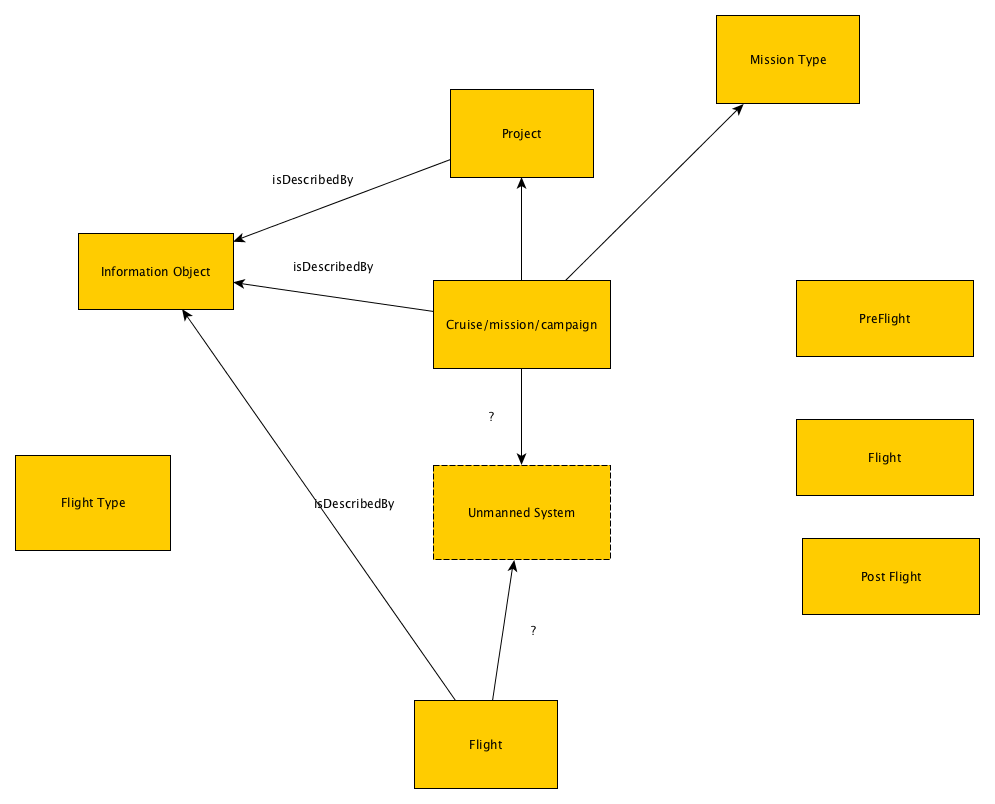 Mission Type
Project
isDescribedBy
Information Object
isDescribedBy
Cruise/mission/campaign
PreFlight
?
Flight
Flight Type
isDescribedBy
Unmanned System
Post Flight
?
Flight